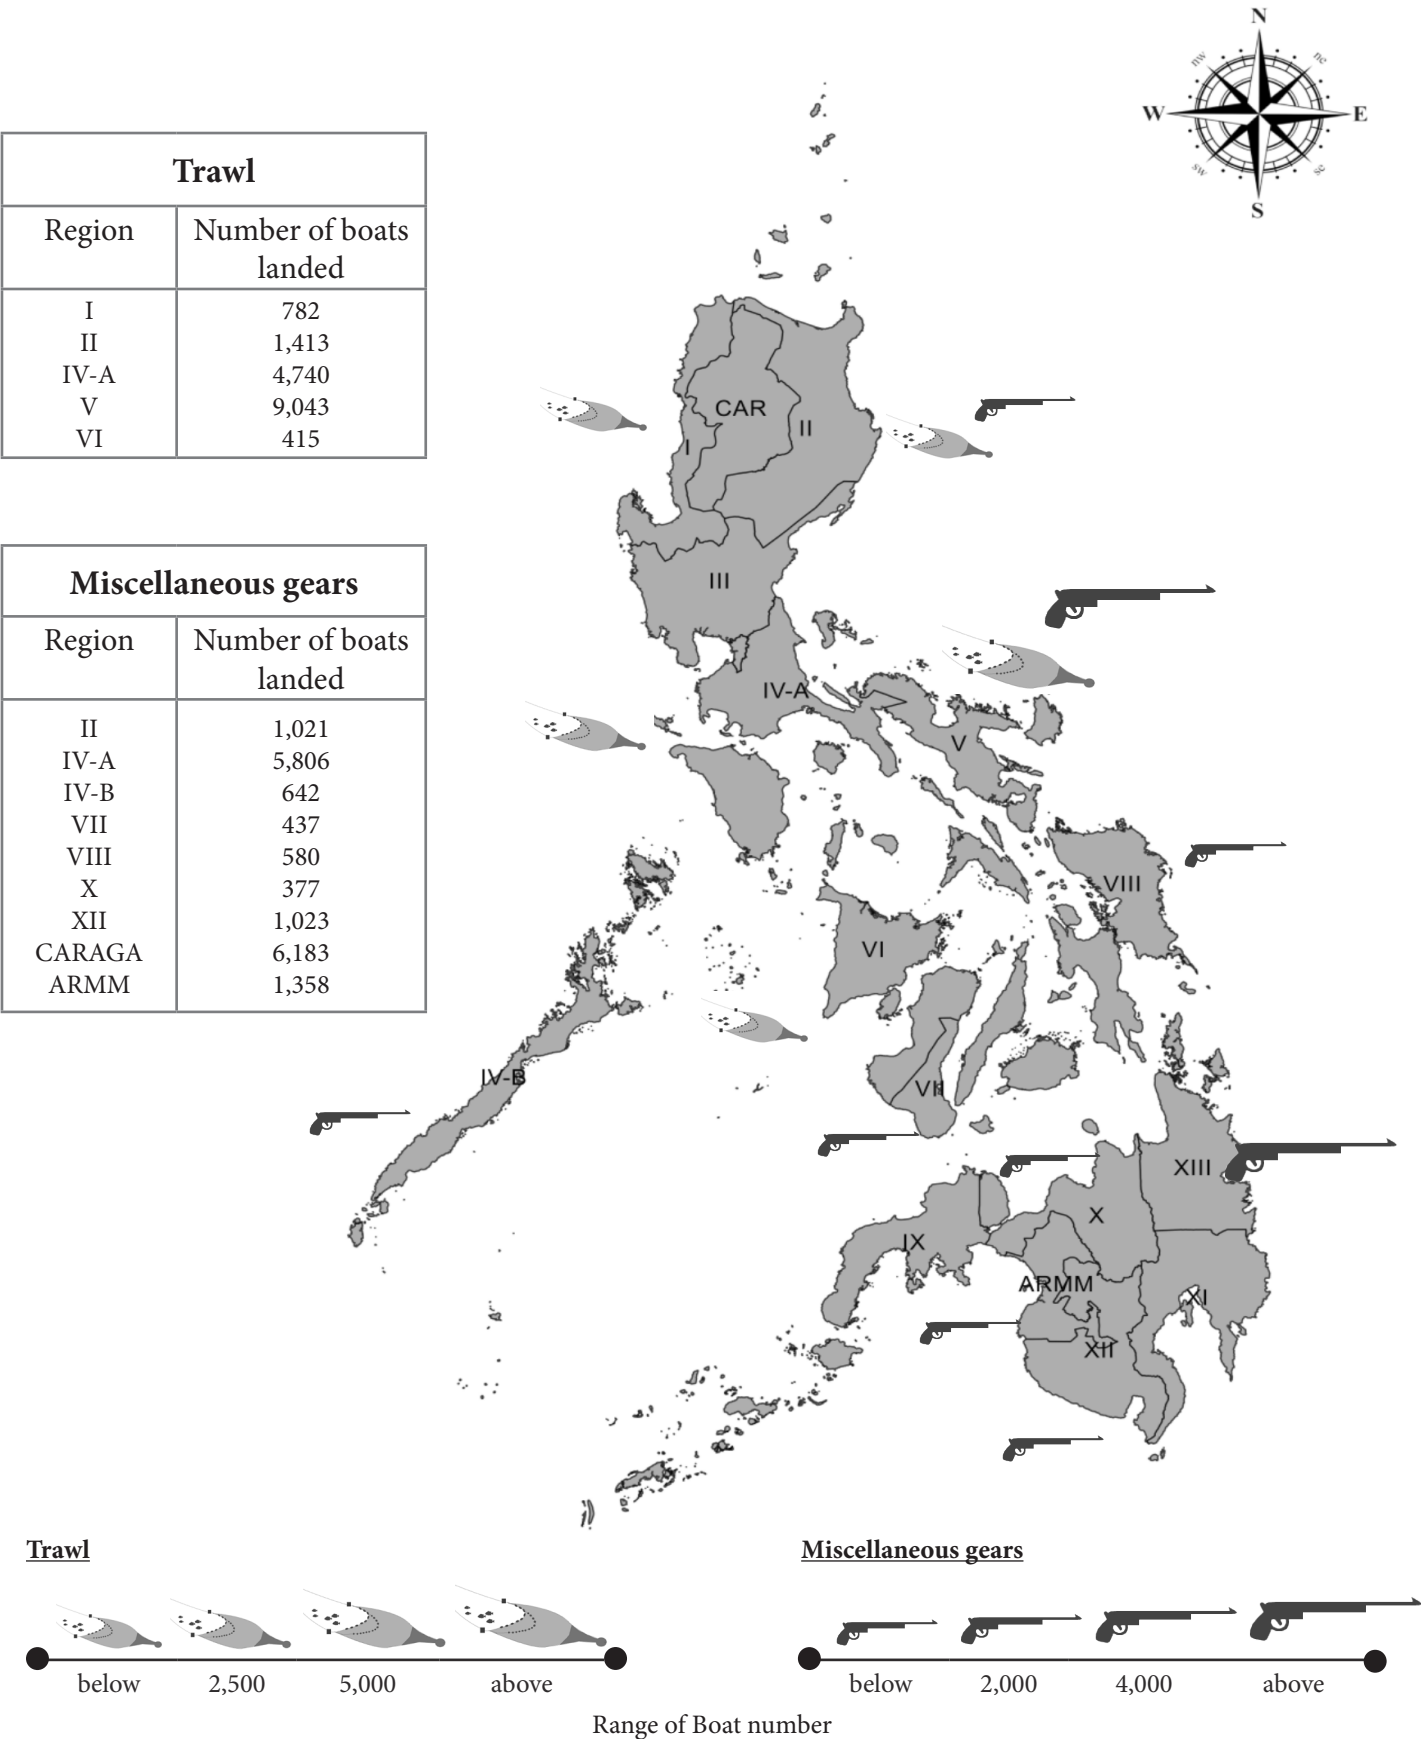 N
nw
ne
W
E
sw
se
S
Trawl
Region
Number of boats
landed
I
782
II
1,413
IV-A
4,740
V
9,043
VI
415
Miscellaneous gears
Region
Number of boats
landed
II
1,021
IV-A
5,806
IV-B
642
VII
437
VIII
580
X
377
XII
1,023
CARAGA
6,183
ARMM
1,358
CAR
II
I
III
IV-A
V
VIII
VI
IV-B
VII
XIII
X
IX
ARMM
XI
XII
Trawl
Miscellaneous gears
below 2,500 5,000 above
below 2,000 4,000 above
Range of Boat number